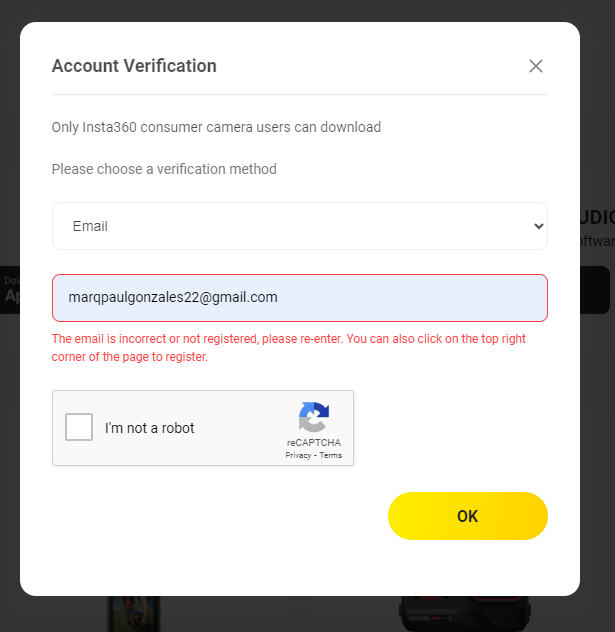 Account Verification
Only Insta360 consumer camera users can download
Please choose a verification method
Email
marqpaulgonzales22@gmail.com
The email is incorrect or not registered, please re-enter. You can also click on the top right
corner of the page to register.
I'm not a robot
reCAPTCHA
Privacy - Terms
OK